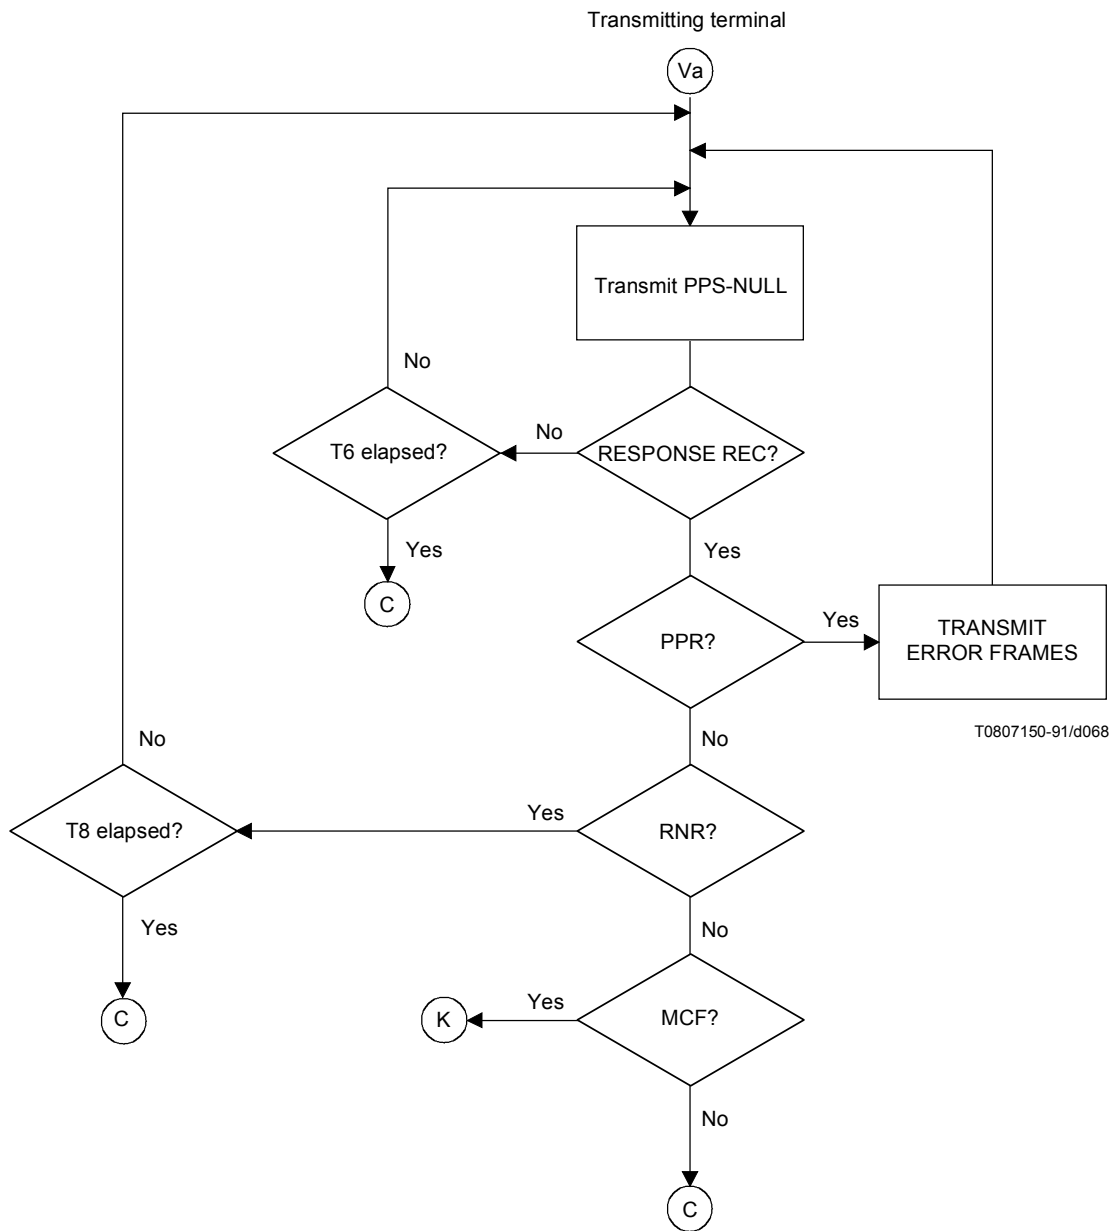 Transmitting terminal
Va
Transmit PPS-NULL
No
T6 elapsed?
No
RESPONSE REC?
Yes
Yes
C
PPR?
Yes
TRANSMIT
ERROR FRAMES
T0807150-91/d068
No
No
T8 elapsed?
Yes
RNR?
Yes
No
C
K
Yes
MCF?
No
C